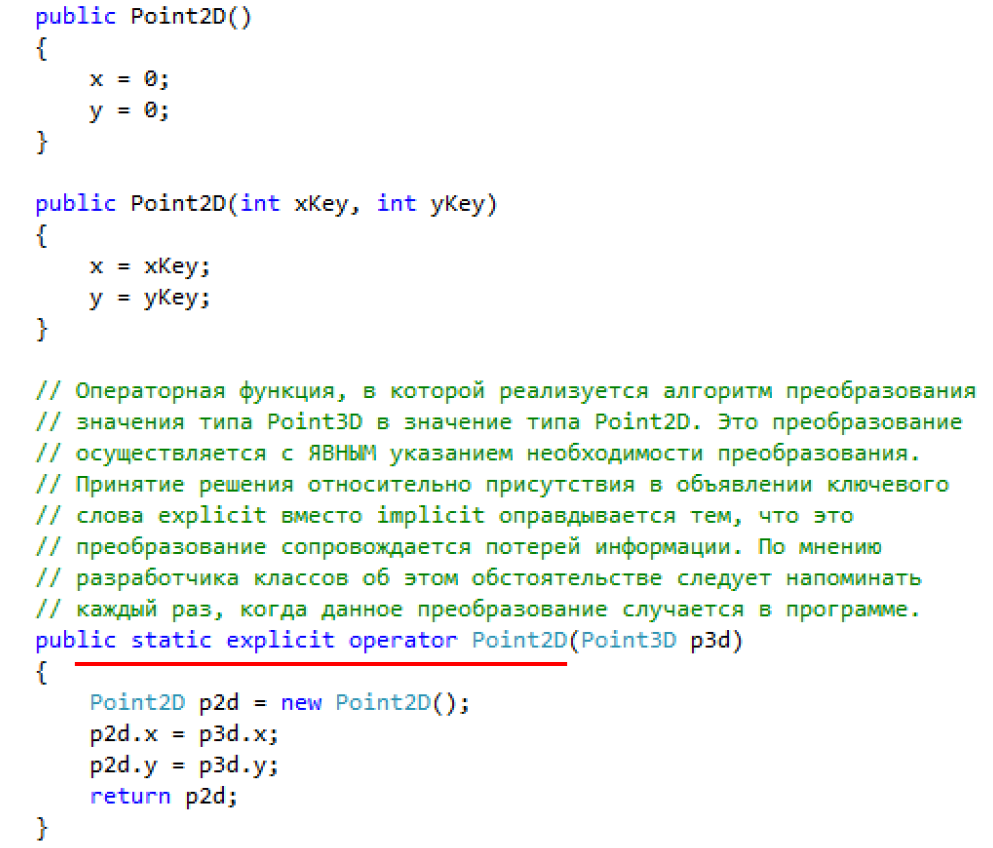 public Point2D()
{
    x = 0;
    y = 0;
}

public Point2D(int xKey, int yKey)
{
    x = xKey;
    y = yKey;
}

// Операторная функция, в которой реализуется алгоритм преобразования
// значения типа Point3D в значение типа Point2D. Это преобразование
// осуществляется с ЯВНЫМ указанием необходимости преобразования.
// Принятие решения относительно присутствия в объявлении ключевого
// слова explicit вместо implicit оправдывается тем, что это
// преобразование сопровождается потерей информации. По мнению
// разработчика классов об этом обстоятельстве следует напоминать
// каждый раз, когда данное преобразование случается в программе.
public static explicit operator Point2D(Point3D p3d)
{
    Point2D p2d = new Point2D();
    p2d.x = p3d.x;
    p2d.y = p3d.y;
    return p2d;
}